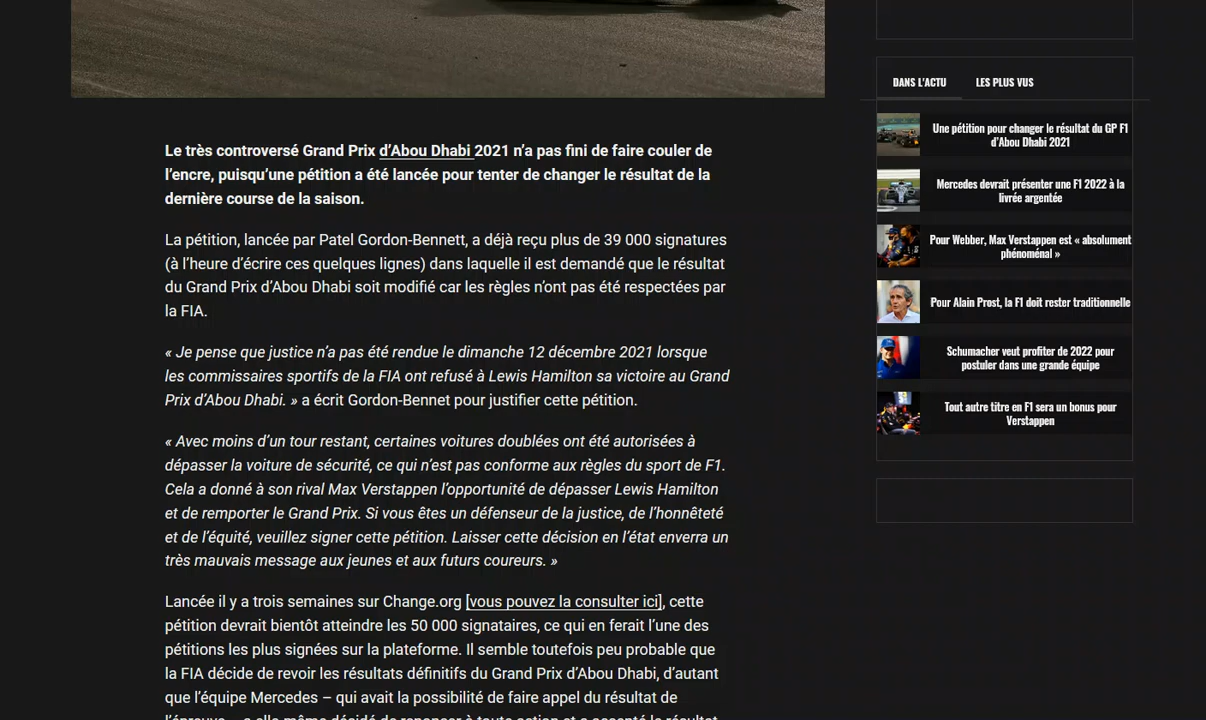 Le très controversé Grand Prix d’Abou Dhabi 2021 n’a pas fini de faire couler de
l’encre, puisqu’une pétition a été lancée pour tenter de changer le résultat de la
dernière course de la saison.
La pétition, lancée par Patel Gordon-Bennett, a déjà reçu plus de 39 000 signatures
(à l’heure d’écrire ces quelques lignes) dans laquelle il est demandé que le résultat
du Grand Prix d’Abou Dhabi soit modifié car les règles n’ont pas été respectées par
la FIA.
« Je pense que justice n’a pas été rendue le dimanche 12 décembre 2021 lorsque
les commissaires sportifs de la FIA ont refusé à Lewis Hamilton sa victoire au Grand
Prix d’Abou Dhabi. » a écrit Gordon-Bennet pour justifier cette pétition.
« Avec moins d’un tour restant, certaines voitures doublées ont été autorisées à
dépasser la voiture de sécurité, ce qui n’est pas conforme aux règles du sport de F1.
Cela a donné à son rival Max Verstappen l’opportunité de dépasser Lewis Hamilton
et de remporter le Grand Prix. Si vous êtes un défenseur de la justice, de l’honnêteté
et de l’équité, veuillez signer cette pétition. Laisser cette décision en l’état enverra un
très mauvais message aux jeunes et aux futurs coureurs. »
Lancée il y a trois semaines sur Change.org [vous pouvez la consulter ici], cette
pétition devrait bientôt atteindre les 50 000 signataires, ce qui en ferait l’une des
pétitions les plus signées sur la plateforme. Il semble toutefois peu probable que
la FIA décide de revoir les résultats définitifs du Grand Prix d’Abou Dhabi, d’autant
que l’équipe Mercedes – qui avait la possibilité de faire appel du résultat de
l’épreuve – a elle-même décidé de renoncer à toute action et a accepté le résultat
DANS L'ACTU
LES PLUS VUS
Une pétition pour changer le résultat du GP F1
d’Abou Dhabi 2021
Mercedes devrait présenter une F1 2022 à la
livrée argentée
Pour Webber, Max Verstappen est « absolument
phénoménal »
Pour Alain Prost, la F1 doit rester traditionnelle
Schumacher veut profiter de 2022 pour
postuler dans une grande équipe
Tout autre titre en F1 sera un bonus pour
Verstappen